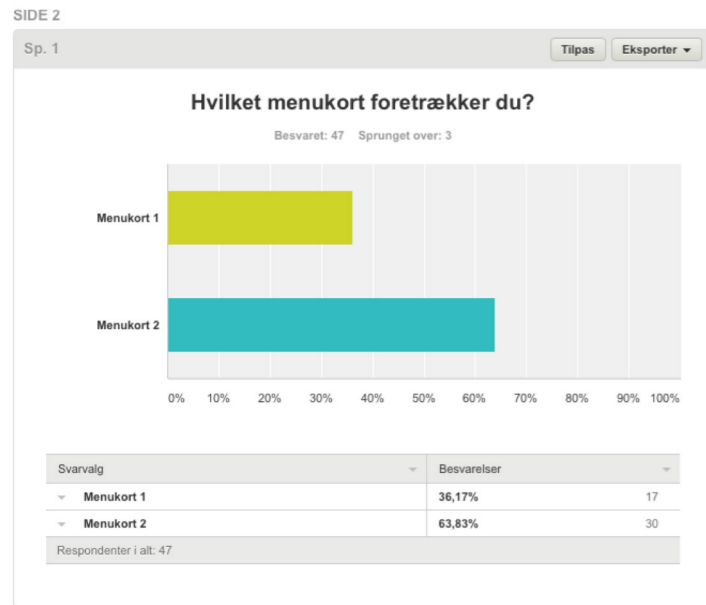 SIDE 2
Sp. 1 Tilpas Eksporter
Hvilket menukort foretrækker du?
Besvaret: 47 Sprunget over: 3
Menukort 1
Menukort 2
0% 10% 20% 30% 40% 50% 60% 70% 80% 90% 100%
Svarvalg Besvarelser
Menukort 1 36,17% 17
Menukort 2 63,83% 30
Respondenter i alt: 47